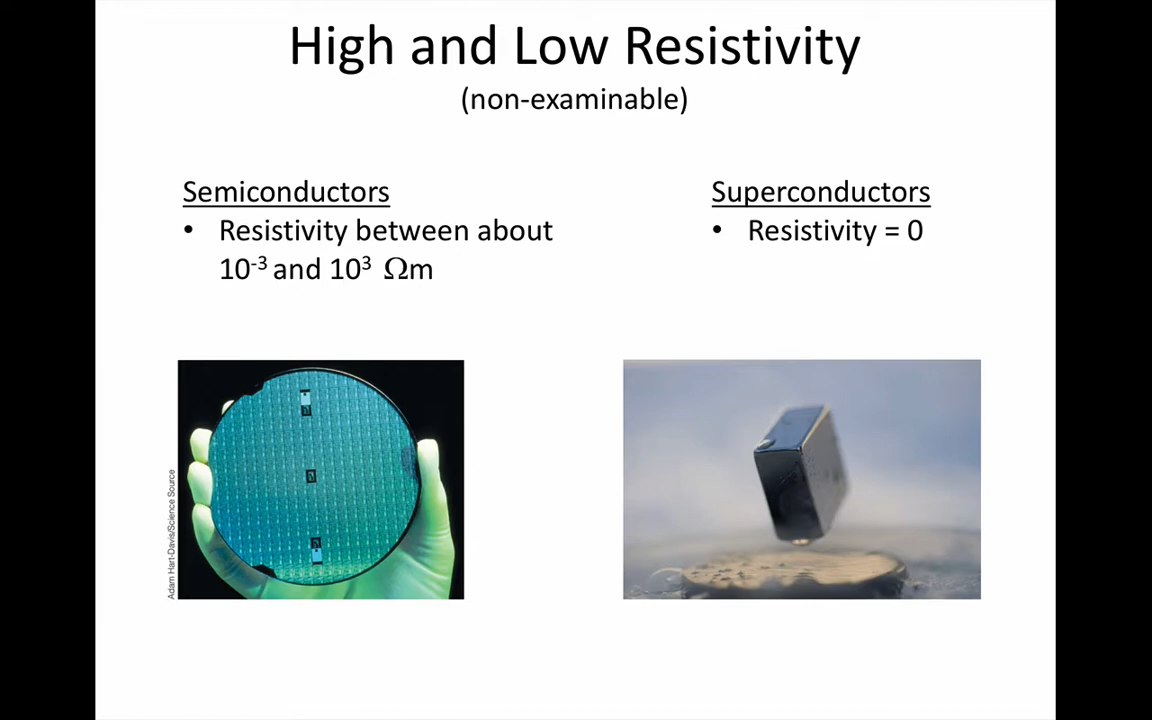 High and Low Resistivity
(non-examinable)
Semiconductors
• Resistivity between about
10⁻³ and 10³ Ωm
Superconductors
• Resistivity = 0
Adam Hart-Davis/Science Source